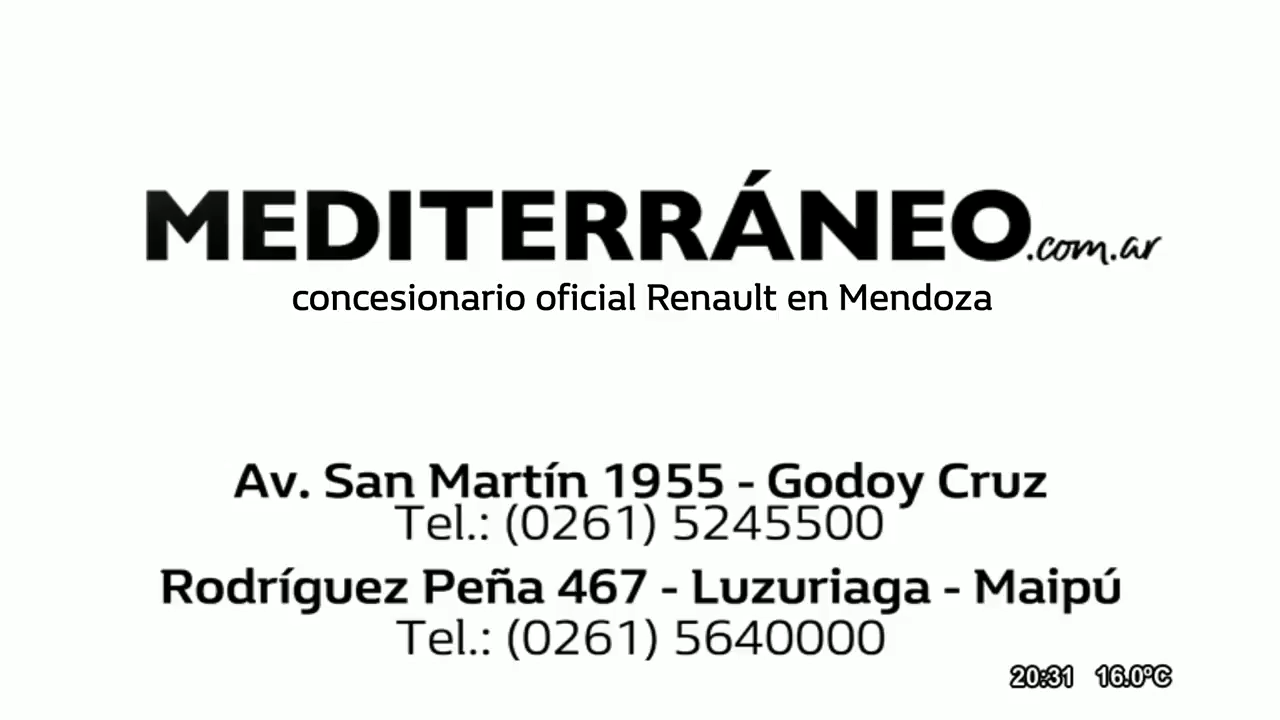 MEDITERRÁNEO.com.ar
concesionario oficial Renault en Mendoza
Av. San Martín 1955 - Godoy Cruz
Tel.: (0261) 5245500
Rodríguez Peña 467 - Luzuriaga - Maipú
Tel.: (0261) 5640000
20:31 16.0°C